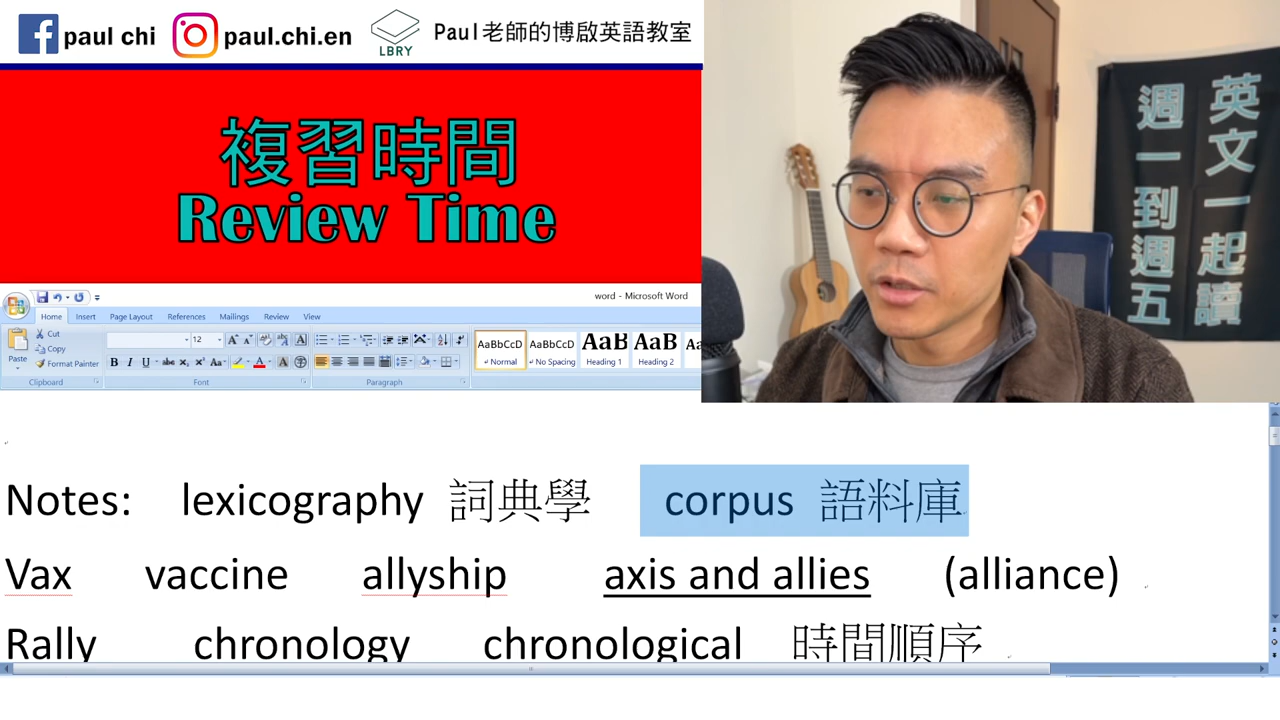 paul chi paul.chi.en LBRY Paul老師的博啟英語教室
複習時間
Review Time
英文一起讀
週一到週五
word - Microsoft Word
Home Insert Page Layout References Mailings Review View
Paste Cut Copy Format Painter
12
AaBbCcD AaBbCcD AaBbC AaBbC
Normal No Spacing Heading 1 Heading 2
Clipboard Font Paragraph
Notes: lexicography 詞典學 corpus 語料庫
Vax vaccine allyship axis and allies (alliance)
Rally chronology chronological 時間順序